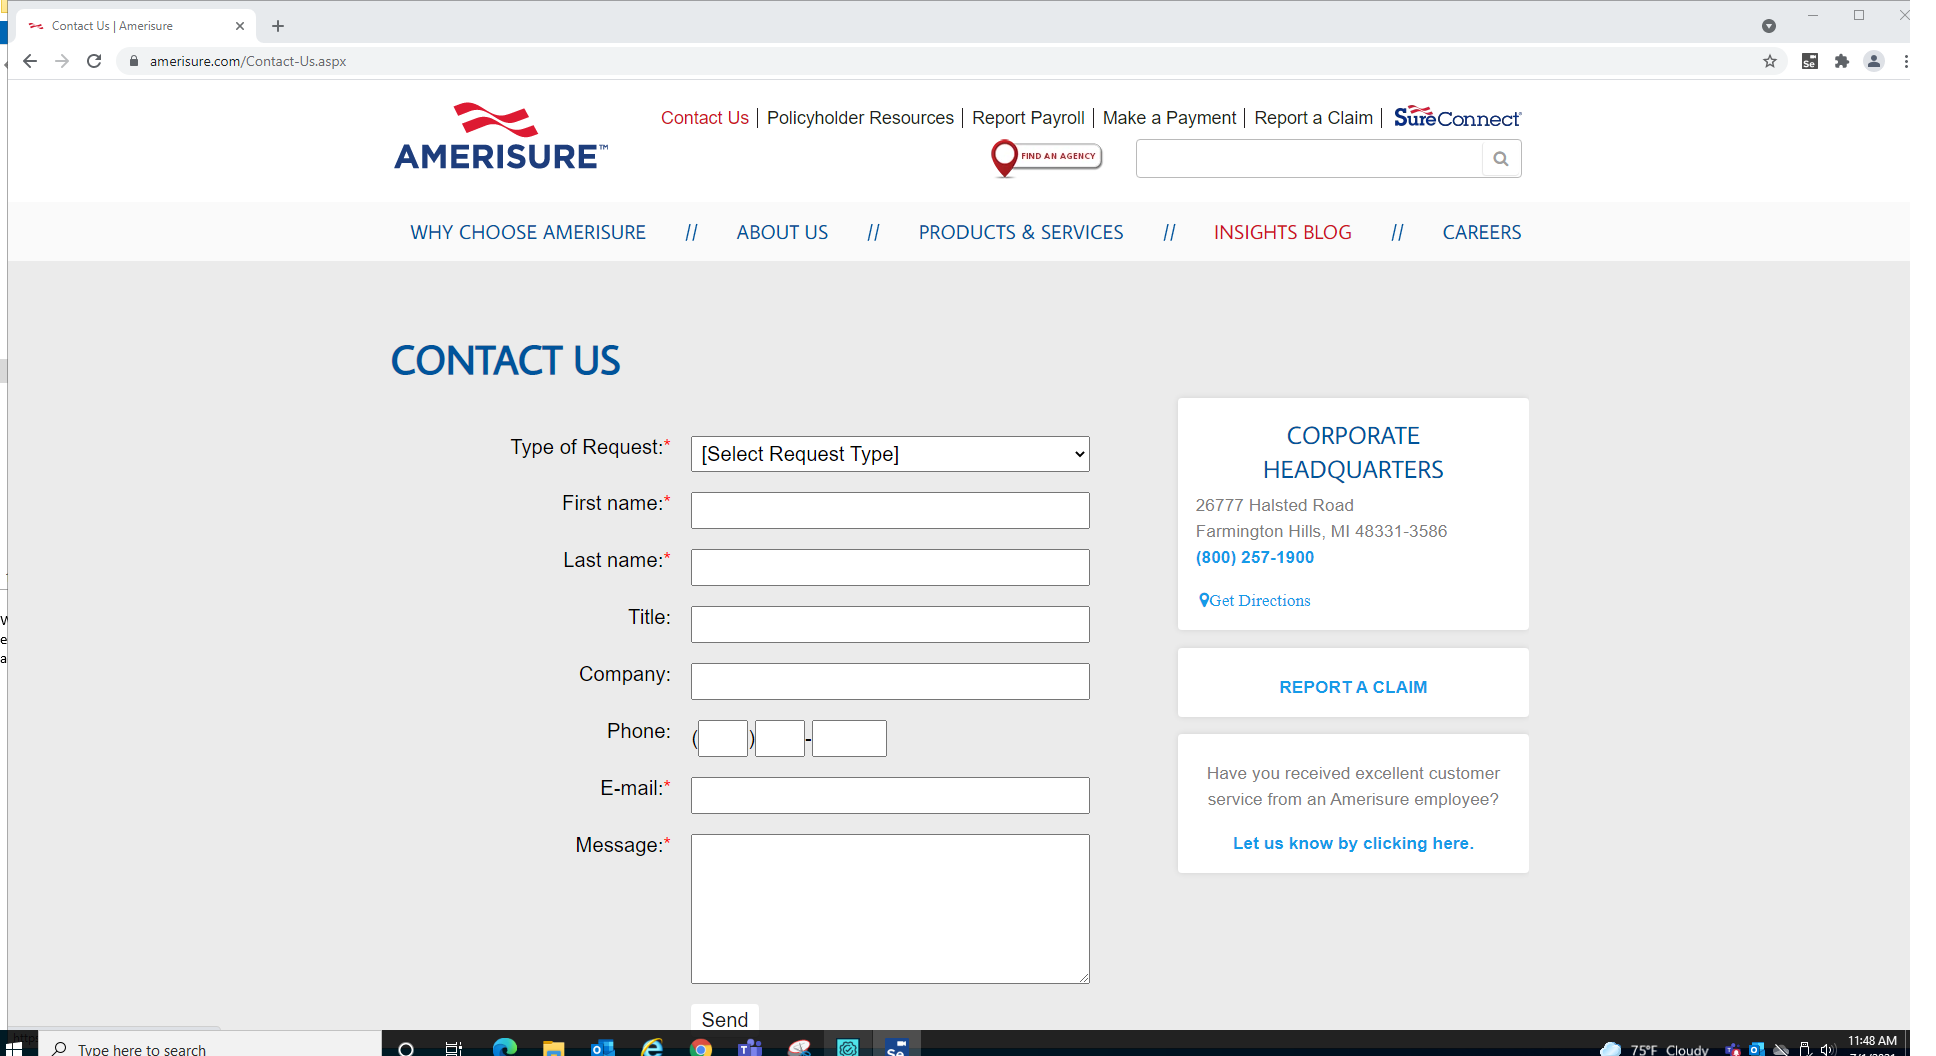 Contact Us | Amerisure
amerisure.com/Contact-Us.aspx
Se
AMERISURE™
Contact Us | Policyholder Resources | Report Payroll | Make a Payment | Report a Claim | SureConnect®
FIND AN AGENCY
WHY CHOOSE AMERISURE // ABOUT US // PRODUCTS & SERVICES // INSIGHTS BLOG // CAREERS
CONTACT US
Type of Request:*
[Select Request Type]
First name:*
Last name:*
Title:
Company:
Phone:
( ) -
E-mail:*
Message:*
Send
CORPORATE
HEADQUARTERS
26777 Halsted Road
Farmington Hills, MI 48331-3586
(800) 257-1900
Get Directions
REPORT A CLAIM
Have you received excellent customer
service from an Amerisure employee?
Let us know by clicking here.
Type here to search
Se
75°F Cloudy
11:48 AM